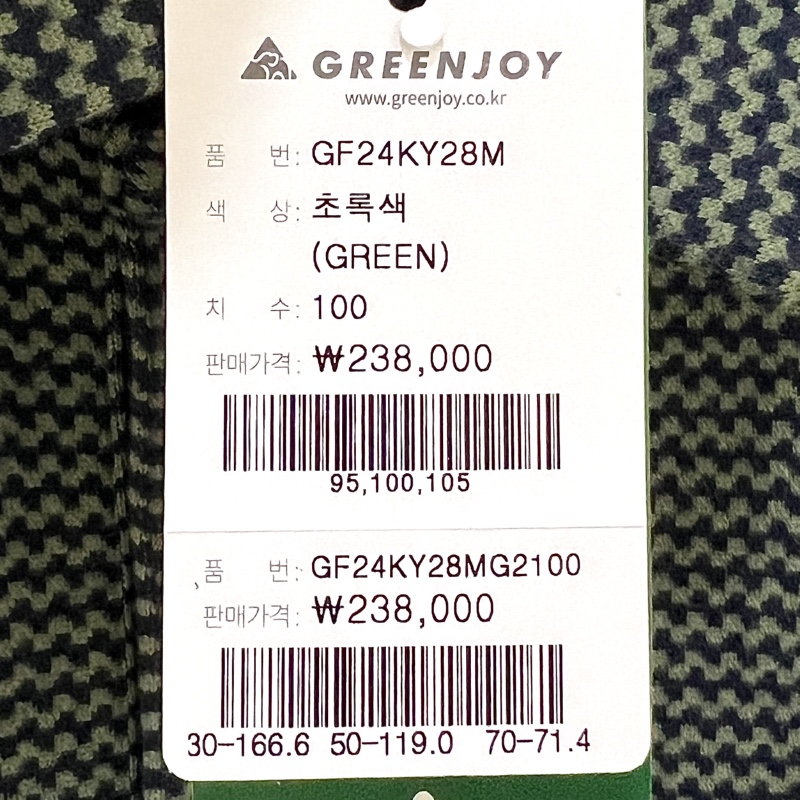 GREENJOY
www.greenjoy.co.kr
품 번: GF24KY28M
색 상: 초록색
(GREEN)
치 수: 100
판매가격: ₩238,000
95,100,105
품 번: GF24KY28MG2100
판매가격: ₩238,000
30-166.6 50-119.0 70-71.4